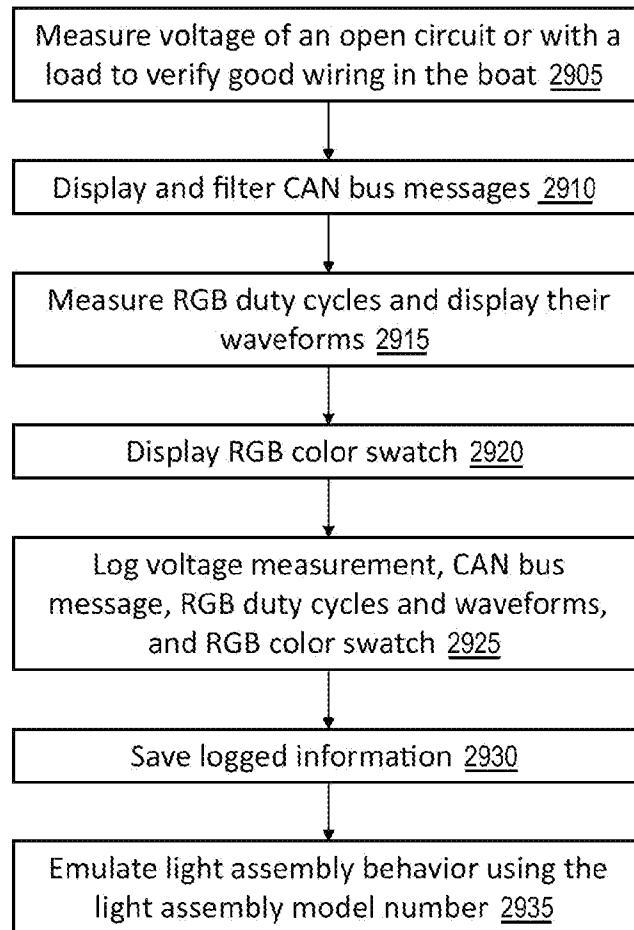 Measure voltage of an open circuit or with a
load to verify good wiring in the boat 2905
Display and filter CAN bus messages 2910
Measure RGB duty cycles and display their
waveforms 2915
Display RGB color swatch 2920
Log voltage measurement, CAN bus
message, RGB duty cycles and waveforms,
and RGB color swatch 2925
Save logged information 2930
Emulate light assembly behavior using the
light assembly model number 2935